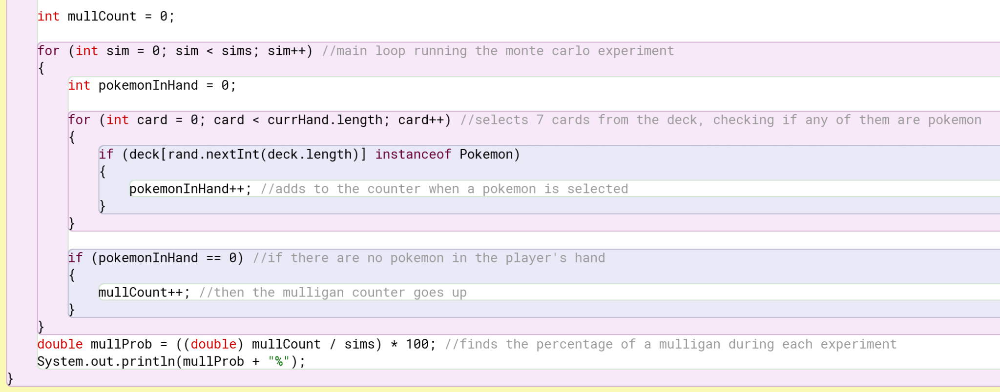 int mullCount = 0;
for (int sim = 0; sim < sims; sim++) //main loop running the monte carlo experiment
{
int pokemonInHand = 0;
for (int card = 0; card < currHand.length; card++) //selects 7 cards from the deck, checking if any of them are pokemon
{
if (deck[rand.nextInt(deck.length)] instanceof Pokemon)
{
pokemonInHand++; //adds to the counter when a pokemon is selected
}
}
if (pokemonInHand == 0) //if there are no pokemon in the player's hand
{
mullCount++; //then the mulligan counter goes up
}
}
double mullProb = ((double) mullCount / sims) * 100; //finds the percentage of a mulligan during each experiment
System.out.println(mullProb + "%");
}